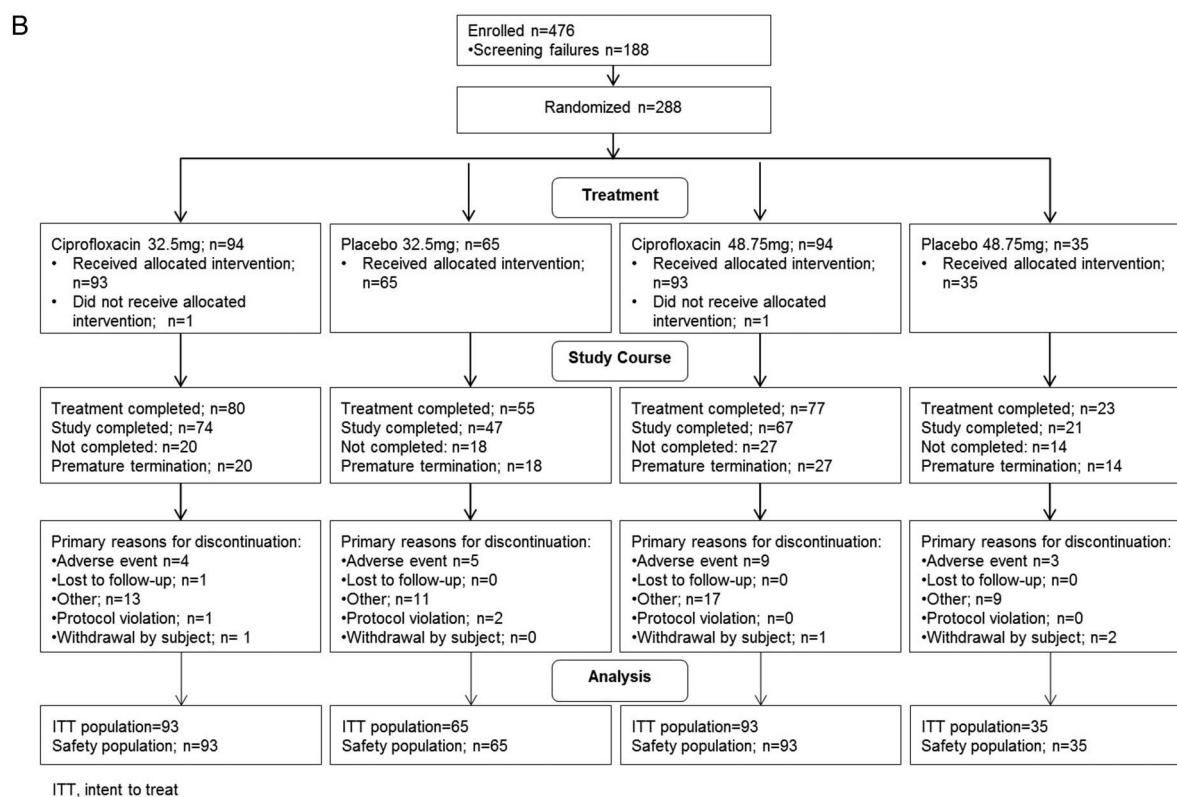 B
Enrolled n=476
•Screening failures n=188
Randomized n=288
Treatment
Ciprofloxacin 32.5mg; n=94
• Received allocated intervention;
n=93
• Did not receive allocated
intervention; n=1
Placebo 32.5mg; n=65
• Received allocated intervention;
n=65
Ciprofloxacin 48.75mg; n=94
• Received allocated intervention;
n=93
• Did not receive allocated
intervention; n=1
Placebo 48.75mg; n=35
• Received allocated intervention;
n=35
Study Course
Treatment completed; n=80
Study completed; n=74
Not completed: n=20
Premature termination; n=20
Treatment completed; n=55
Study completed; n=47
Not completed: n=18
Premature termination; n=18
Treatment completed; n=77
Study completed; n=67
Not completed: n=27
Premature termination; n=27
Treatment completed; n=23
Study completed; n=21
Not completed: n=14
Premature termination; n=14
Primary reasons for discontinuation:
•Adverse event n=4
•Lost to follow-up; n=1
•Other; n=13
•Protocol violation; n=1
•Withdrawal by subject; n= 1
Primary reasons for discontinuation:
•Adverse event n=5
•Lost to follow-up; n=0
•Other; n=11
•Protocol violation; n=2
•Withdrawal by subject; n=0
Primary reasons for discontinuation:
•Adverse event n=9
•Lost to follow-up; n=0
•Other; n=17
•Protocol violation; n=0
•Withdrawal by subject; n=1
Primary reasons for discontinuation:
•Adverse event n=3
•Lost to follow-up; n=0
•Other; n=9
•Protocol violation; n=0
•Withdrawal by subject; n=2
Analysis
ITT population=93
Safety population; n=93
ITT population=65
Safety population; n=65
ITT population=93
Safety population; n=93
ITT population=35
Safety population; n=35
ITT, intent to treat